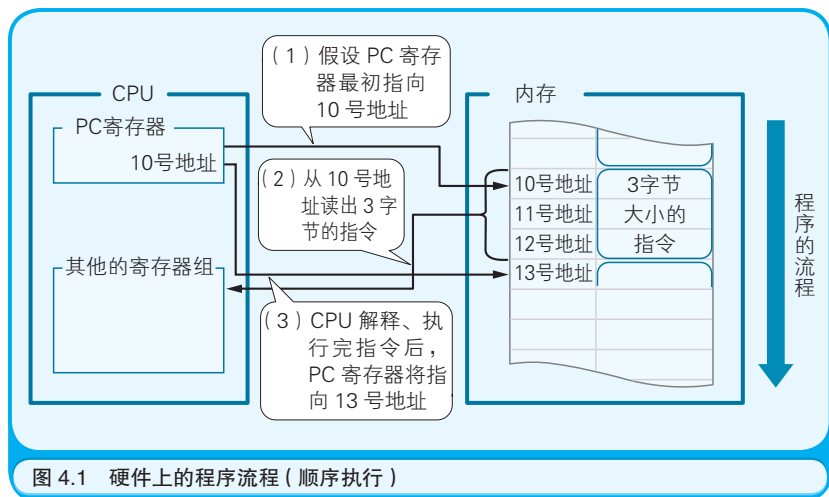 CPU
PC寄存器
10号地址
其他的寄存器组
（1）假设 PC 寄
存器最初指向
10 号地址
（2）从 10 号地
址读出 3 字
节的指令
（3）CPU 解释、执
行完指令后，
PC 寄存器将指
向 13 号地址
内存
10号地址 3字节
11号地址 大小的
12号地址 指令
13号地址
程序的流程
图 4.1 硬件上的程序流程（顺序执行）